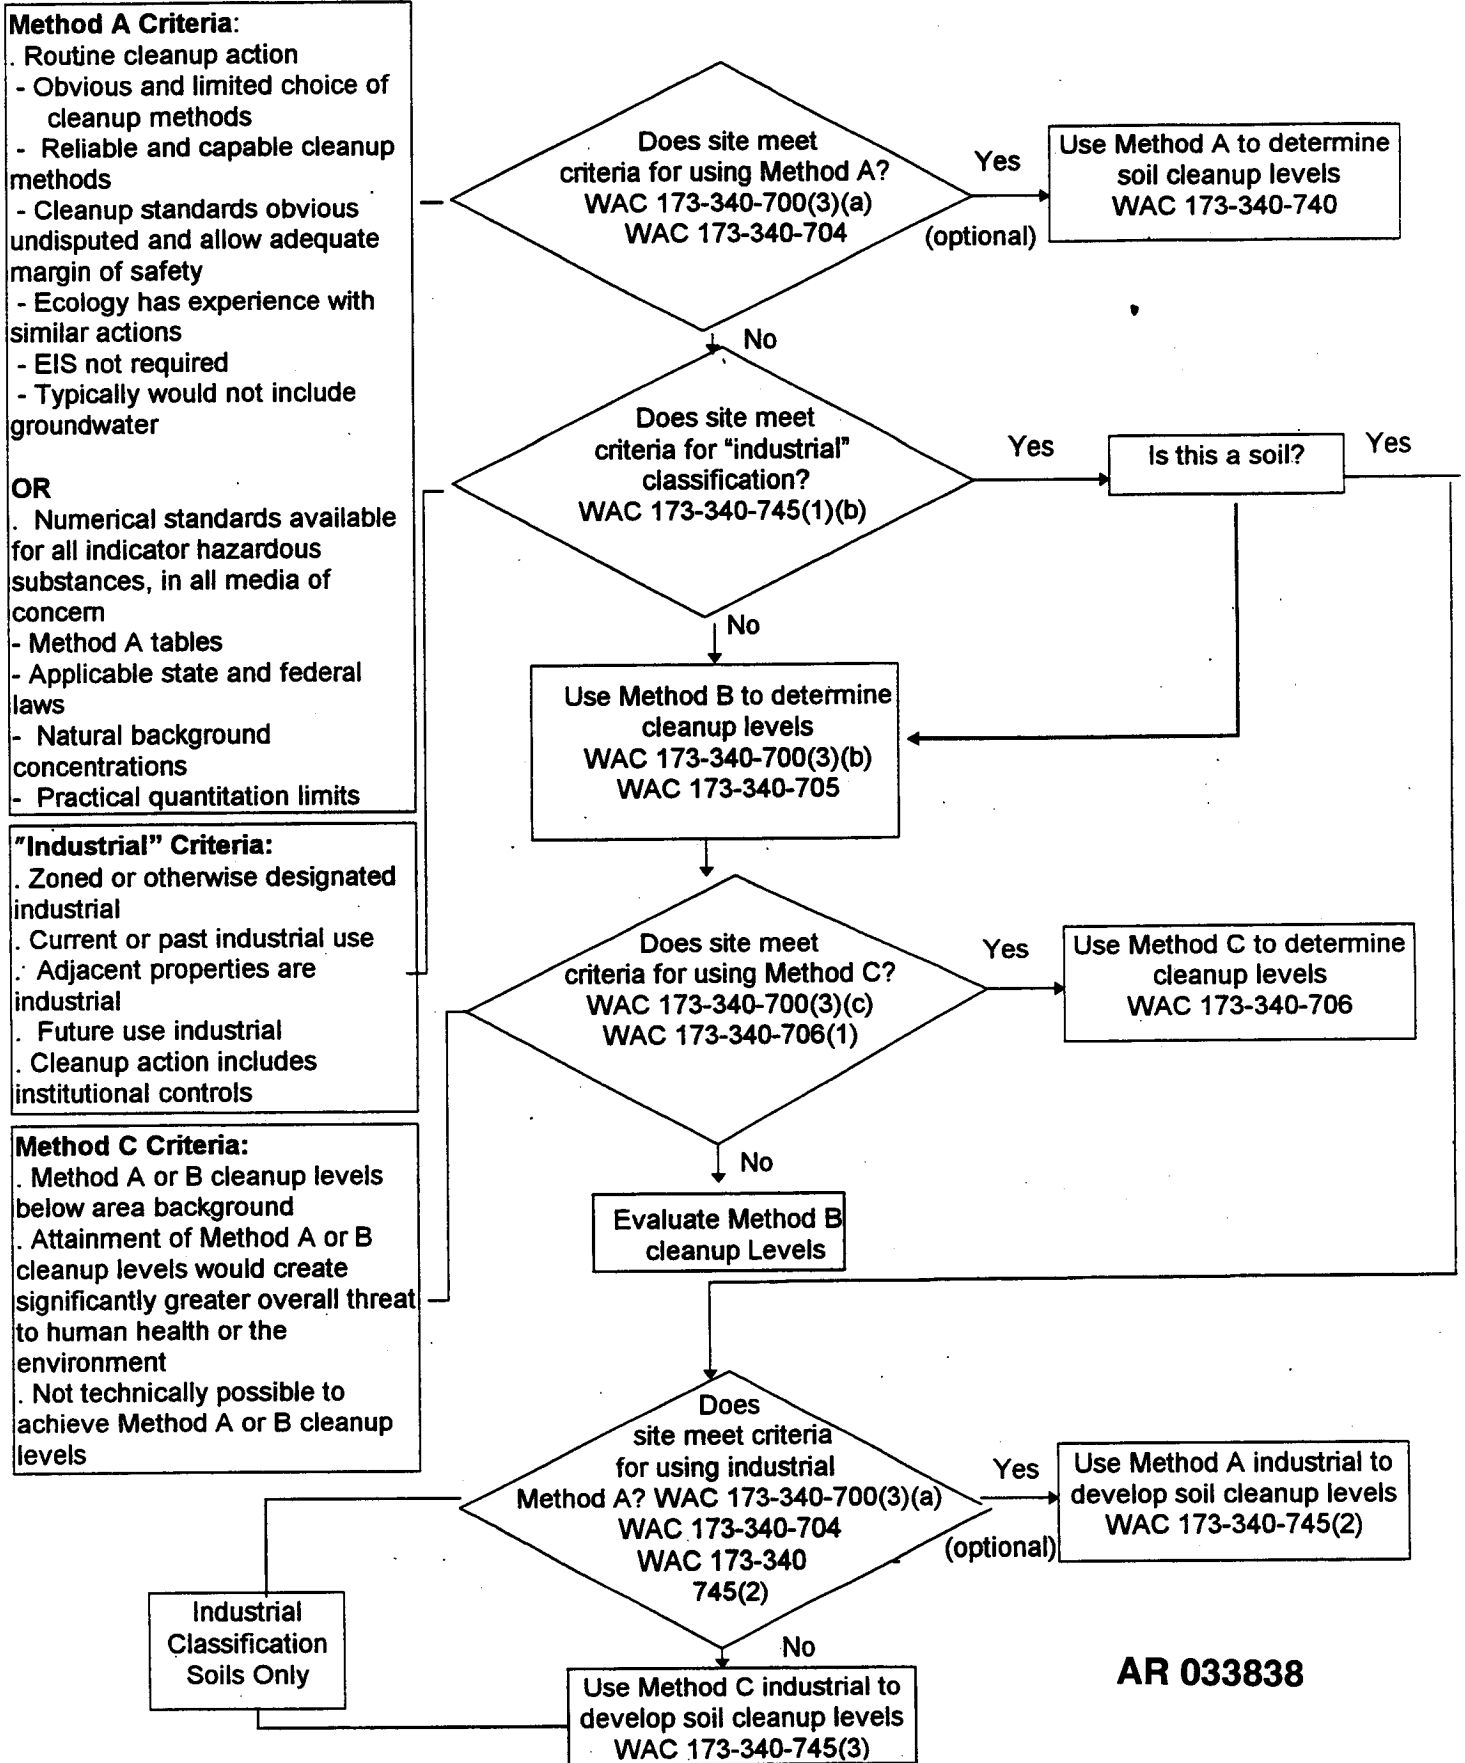 Method A Criteria:
. Routine cleanup action
- Obvious and limited choice of
cleanup methods
- Reliable and capable cleanup
methods
- Cleanup standards obvious
undisputed and allow adequate
margin of safety
- Ecology has experience with
similar actions
- EIS not required
- Typically would not include
groundwater
OR
. Numerical standards available
for all indicator hazardous
substances, in all media of
concern
- Method A tables
- Applicable state and federal
laws
- Natural background
concentrations
- Practical quantitation limits
"Industrial" Criteria:
. Zoned or otherwise designated
industrial
. Current or past industrial use
. Adjacent properties are
industrial
. Future use industrial
. Cleanup action includes
institutional controls
Method C Criteria:
. Method A or B cleanup levels
below area background
. Attainment of Method A or B
cleanup levels would create
significantly greater overall threat
to human health or the
environment
. Not technically possible to
achieve Method A or B cleanup
levels
Does site meet
criteria for using Method A?
WAC 173-340-700(3)(a)
WAC 173-340-704
Yes
(optional)
Use Method A to determine
soil cleanup levels
WAC 173-340-740
No
Does site meet
criteria for "industrial"
classification?
WAC 173-340-745(1)(b)
Yes
Is this a soil?
Yes
No
Use Method B to determine
cleanup levels
WAC 173-340-700(3)(b)
WAC 173-340-705
Does site meet
criteria for using Method C?
WAC 173-340-700(3)(c)
WAC 173-340-706(1)
Yes
Use Method C to determine
cleanup levels
WAC 173-340-706
No
Evaluate Method B
cleanup Levels
Does
site meet criteria
for using industrial
Method A? WAC 173-340-700(3)(a)
WAC 173-340-704
WAC 173-340
745(2)
Yes
(optional)
Use Method A industrial to
develop soil cleanup levels
WAC 173-340-745(2)
Industrial
Classification
Soils Only
No
Use Method C industrial to
develop soil cleanup levels
WAC 173-340-745(3)
AR 033838